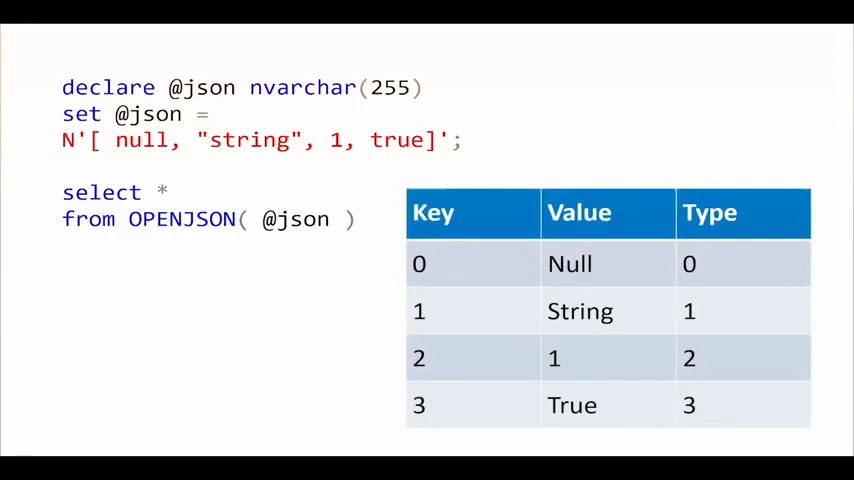 declare @json nvarchar(255)
set @json =
N'[ null, "string", 1, true]';
select *
from OPENJSON( @json )
Key Value Type
0 Null 0
1 String 1
2 1 2
3 True 3